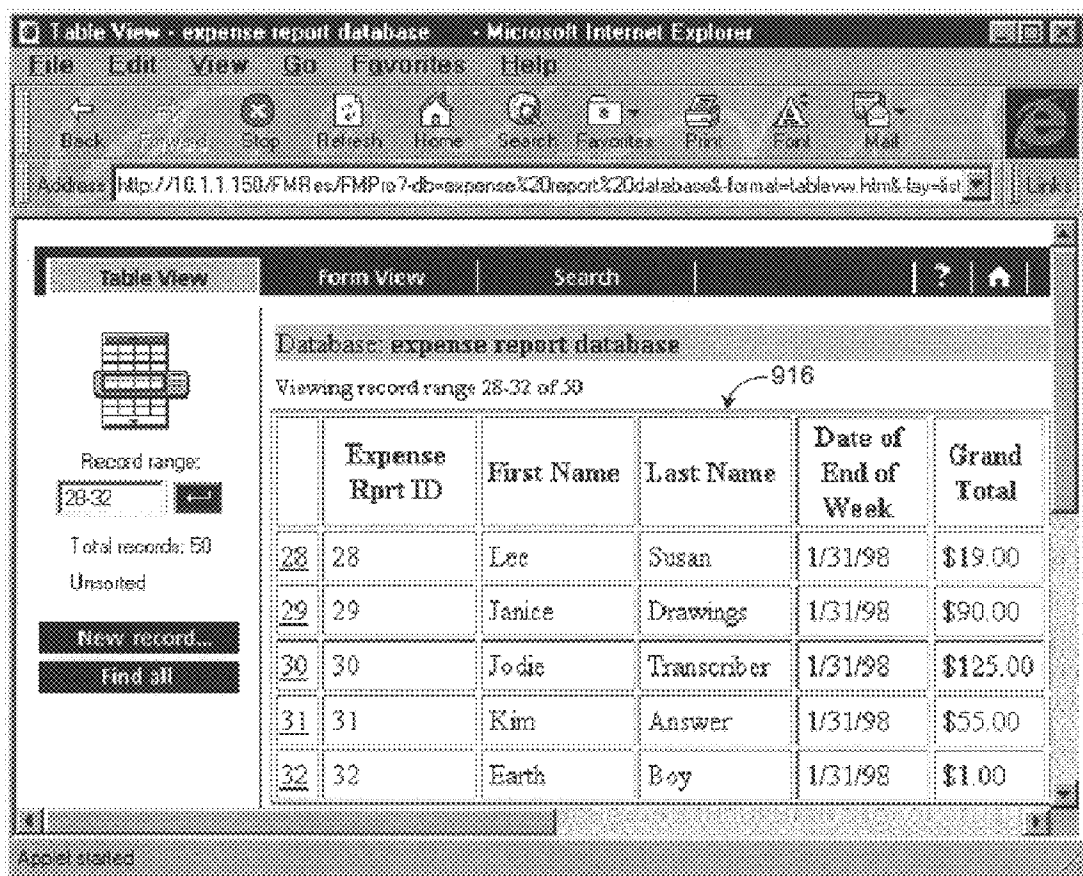 Table View - expense report database - Microsoft Internet Explorer
File Edit View Go Favorites Help
Back Forward Stop Refresh Home Search Favorites Print Font Mail
Address http://10.1.1.150/FMRes/FMPro?-db=expense%20report%20database&-format=tablevw.htm&-lay=list Links
Table View Form View Search ?
Database: expense report database
Viewing record range 28-32 of 50
916
Record range:
28-32
Total records: 50
Unsorted
New record...
Find all
Expense Rprt ID First Name Last Name Date of End of Week Grand Total
28 28 Lee Susan 1/31/98 $19.00
29 29 Janice Drawings 1/31/98 $90.00
30 30 Jodie Transcriber 1/31/98 $125.00
31 31 Kim Answer 1/31/98 $55.00
32 32 Earth Boy 1/31/98 $1.00
Applet started